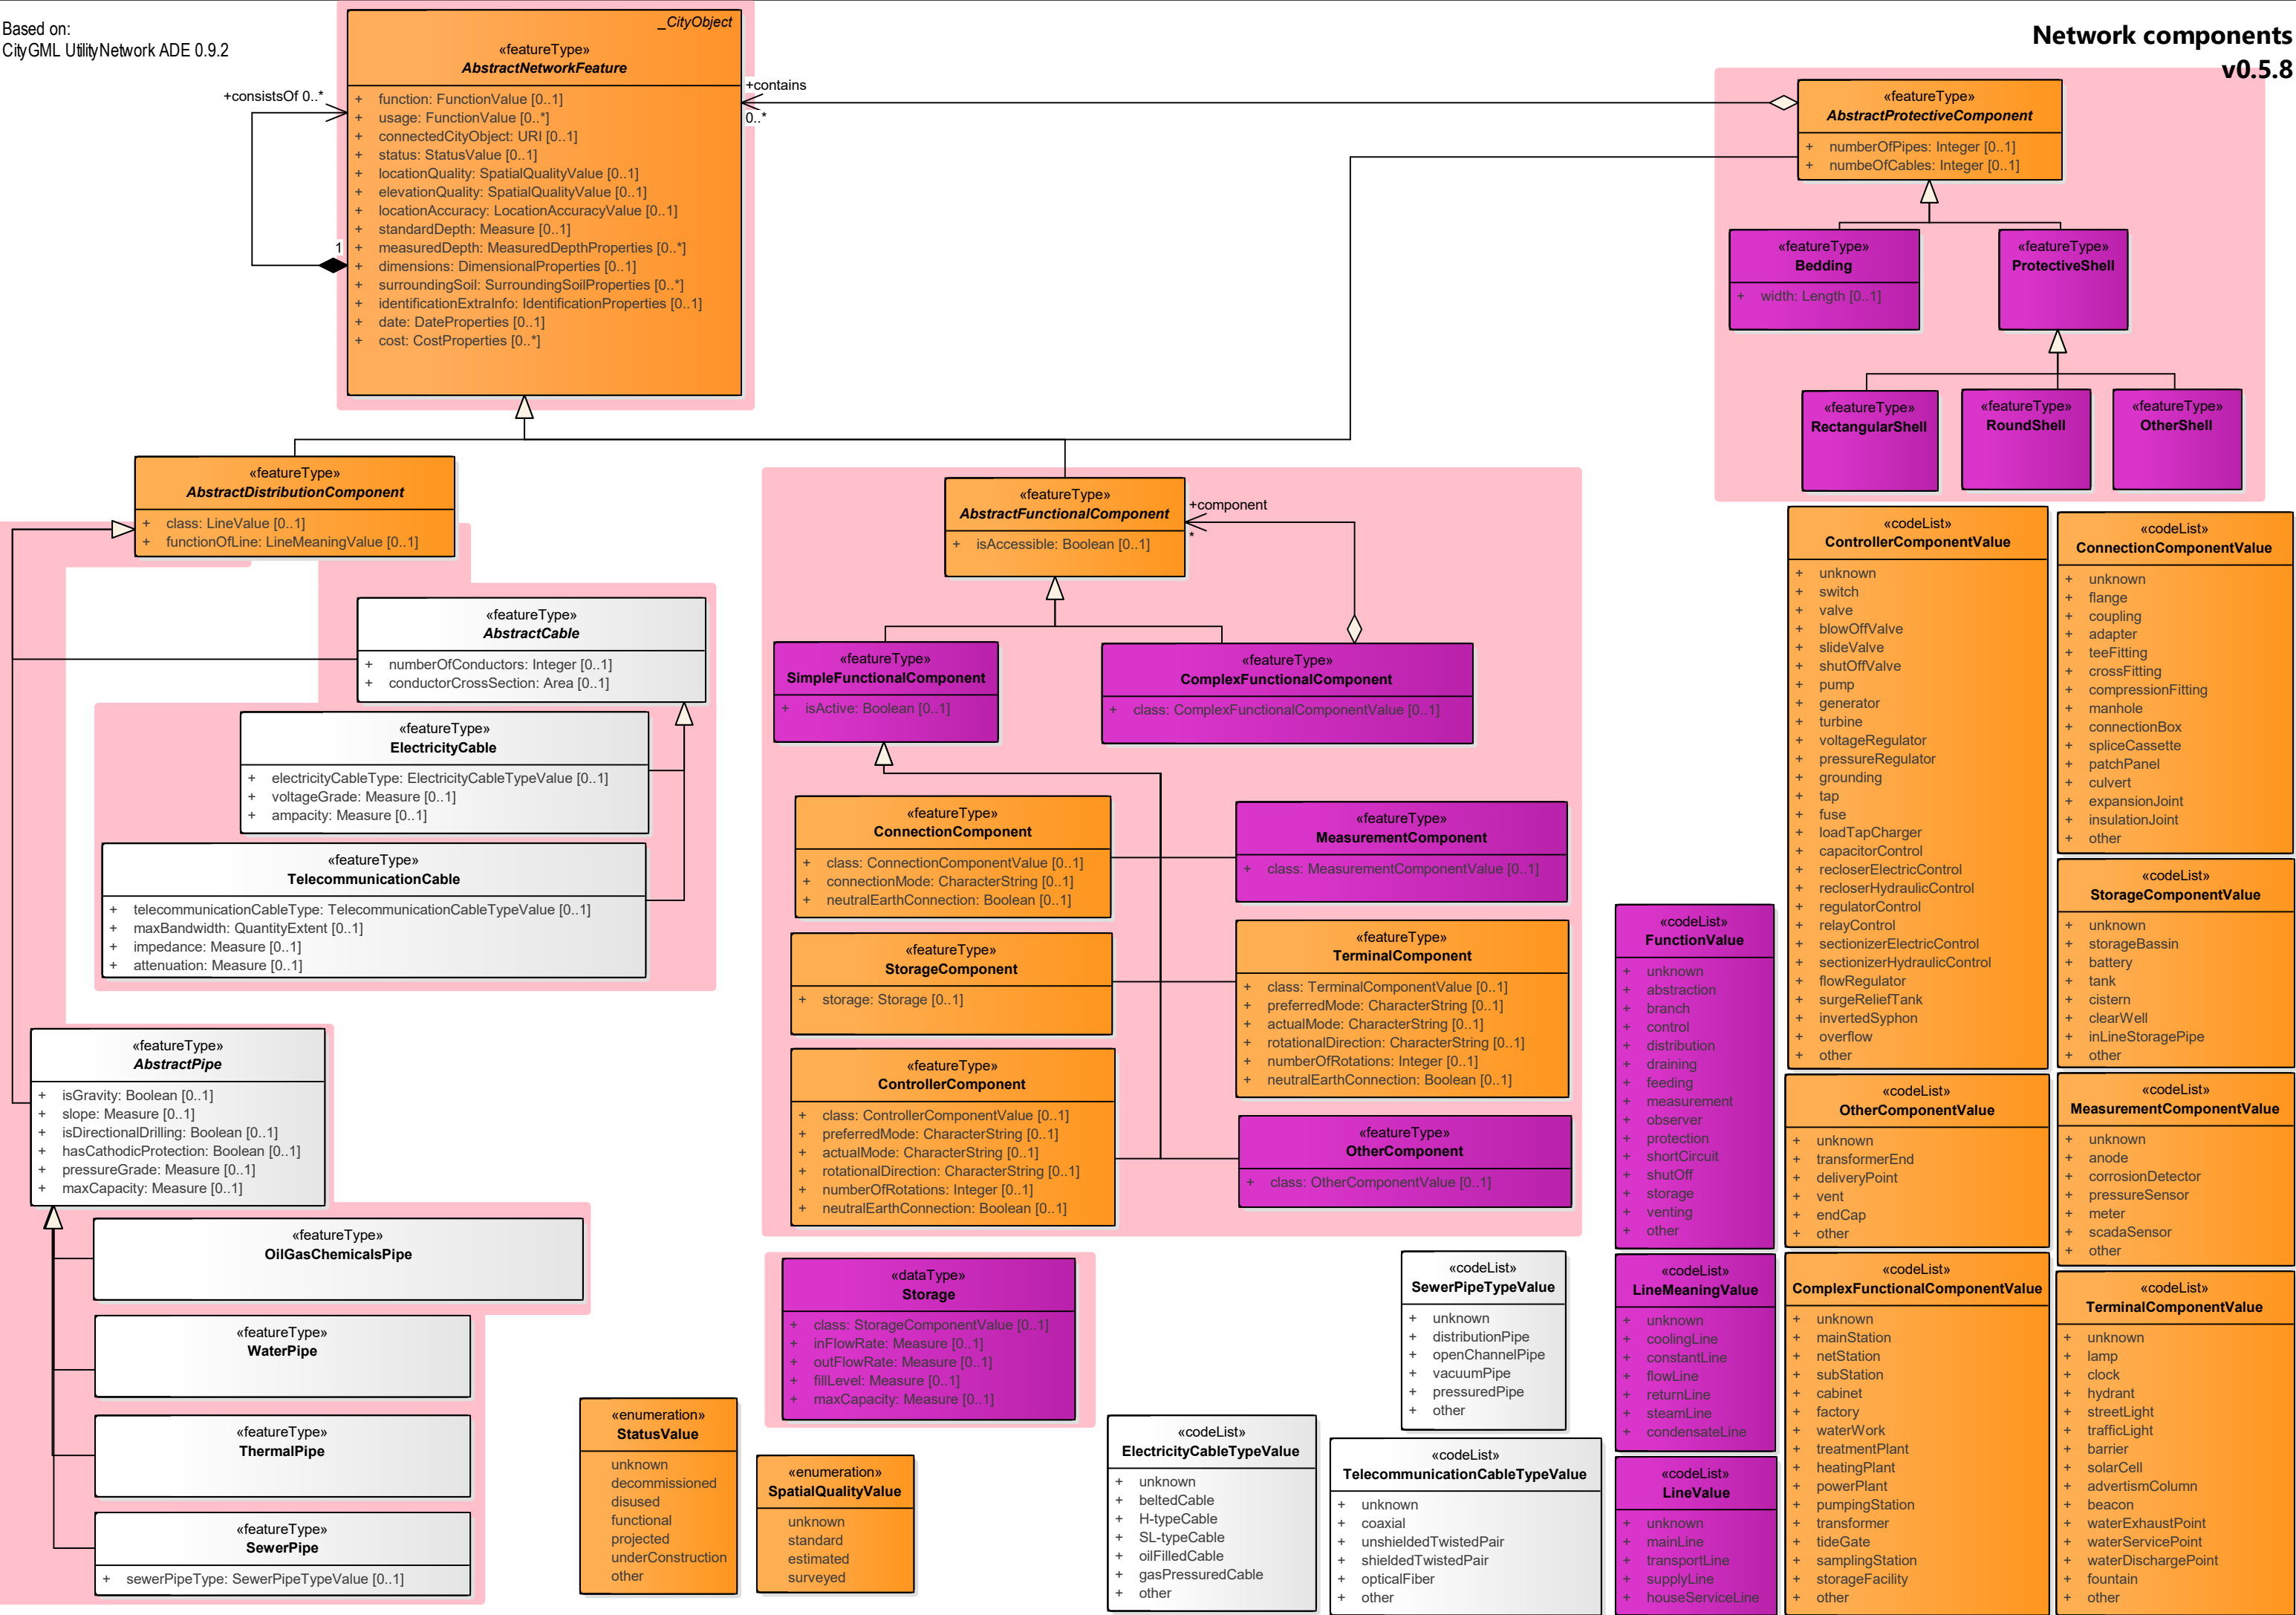 Based on:
CityGML UtilityNetwork ADE 0.9.2
Network components
v0.5.8
_CityObject
«featureType»
AbstractNetworkFeature
+ function: FunctionValue [0..1]
+ usage: FunctionValue [0..*]
+ connectedCityObject: URI [0..1]
+ status: StatusValue [0..1]
+ locationQuality: SpatialQualityValue [0..1]
+ elevationQuality: SpatialQualityValue [0..1]
+ locationAccuracy: LocationAccuracyValue [0..1]
+ standardDepth: Measure [0..1]
+ measuredDepth: MeasuredDepthProperties [0..*]
+ dimensions: DimensionalProperties [0..1]
+ surroundingSoil: SurroundingSoilProperties [0..*]
+ identificationExtraInfo: IdentificationProperties [0..1]
+ date: DateProperties [0..1]
+ cost: CostProperties [0..*]
+consistsOf 0..*
1
+contains
0..*
«featureType»
AbstractProtectiveComponent
+ numberOfPipes: Integer [0..1]
+ numbeOfCables: Integer [0..1]
«featureType»
Bedding
+ width: Length [0..1]
«featureType»
ProtectiveShell
«featureType»
RectangularShell
«featureType»
RoundShell
«featureType»
OtherShell
«featureType»
AbstractDistributionComponent
+ class: LineValue [0..1]
+ functionOfLine: LineMeaningValue [0..1]
«featureType»
AbstractCable
+ numberOfConductors: Integer [0..1]
+ conductorCrossSection: Area [0..1]
«featureType»
ElectricityCable
+ electricityCableType: ElectricityCableTypeValue [0..1]
+ voltageGrade: Measure [0..1]
+ ampacity: Measure [0..1]
«featureType»
TelecommunicationCable
+ telecommunicationCableType: TelecommunicationCableTypeValue [0..1]
+ maxBandwidth: QuantityExtent [0..1]
+ impedance: Measure [0..1]
+ attenuation: Measure [0..1]
«featureType»
AbstractPipe
+ isGravity: Boolean [0..1]
+ slope: Measure [0..1]
+ isDirectionalDrilling: Boolean [0..1]
+ hasCathodicProtection: Boolean [0..1]
+ pressureGrade: Measure [0..1]
+ maxCapacity: Measure [0..1]
«featureType»
OilGasChemicalsPipe
«featureType»
WaterPipe
«featureType»
ThermalPipe
«featureType»
SewerPipe
+ sewerPipeType: SewerPipeTypeValue [0..1]
«featureType»
AbstractFunctionalComponent
+ isAccessible: Boolean [0..1]
+component
*
«featureType»
SimpleFunctionalComponent
+ isActive: Boolean [0..1]
«featureType»
ComplexFunctionalComponent
+ class: ComplexFunctionalComponentValue [0..1]
«featureType»
ConnectionComponent
+ class: ConnectionComponentValue [0..1]
+ connectionMode: CharacterString [0..1]
+ neutralEarthConnection: Boolean [0..1]
«featureType»
MeasurementComponent
+ class: MeasurementComponentValue [0..1]
«featureType»
StorageComponent
+ storage: Storage [0..1]
«featureType»
TerminalComponent
+ class: TerminalComponentValue [0..1]
+ preferredMode: CharacterString [0..1]
+ actualMode: CharacterString [0..1]
+ rotationalDirection: CharacterString [0..1]
+ numberOfRotations: Integer [0..1]
+ neutralEarthConnection: Boolean [0..1]
«featureType»
ControllerComponent
+ class: ControllerComponentValue [0..1]
+ preferredMode: CharacterString [0..1]
+ actualMode: CharacterString [0..1]
+ rotationalDirection: CharacterString [0..1]
+ numberOfRotations: Integer [0..1]
+ neutralEarthConnection: Boolean [0..1]
«featureType»
OtherComponent
+ class: OtherComponentValue [0..1]
«dataType»
Storage
+ class: StorageComponentValue [0..1]
+ inFlowRate: Measure [0..1]
+ outFlowRate: Measure [0..1]
+ fillLevel: Measure [0..1]
+ maxCapacity: Measure [0..1]
«enumeration»
StatusValue
unknown
decommissioned
disused
functional
projected
underConstruction
other
«enumeration»
SpatialQualityValue
unknown
standard
estimated
surveyed
«codeList»
ElectricityCableTypeValue
+ unknown
+ beltedCable
+ H-typeCable
+ SL-typeCable
+ oilFilledCable
+ gasPressuredCable
+ other
«codeList»
SewerPipeTypeValue
+ unknown
+ distributionPipe
+ openChannelPipe
+ vacuumPipe
+ pressuredPipe
+ other
«codeList»
TelecommunicationCableTypeValue
+ unknown
+ coaxial
+ unshieldedTwistedPair
+ shieldedTwistedPair
+ opticalFiber
+ other
«codeList»
FunctionValue
+ unknown
+ abstraction
+ branch
+ control
+ distribution
+ draining
+ feeding
+ measurement
+ observer
+ protection
+ shortCircuit
+ shutOff
+ storage
+ venting
+ other
«codeList»
LineMeaningValue
+ unknown
+ coolingLine
+ constantLine
+ flowLine
+ returnLine
+ steamLine
+ condensateLine
«codeList»
LineValue
+ unknown
+ mainLine
+ transportLine
+ supplyLine
+ houseServiceLine
«codeList»
ControllerComponentValue
+ unknown
+ switch
+ valve
+ blowOffValve
+ slideValve
+ shutOffValve
+ pump
+ generator
+ turbine
+ voltageRegulator
+ pressureRegulator
+ grounding
+ tap
+ fuse
+ loadTapCharger
+ capacitorControl
+ recloserElectricControl
+ recloserHydraulicControl
+ regulatorControl
+ relayControl
+ sectionizerElectricControl
+ sectionizerHydraulicControl
+ flowRegulator
+ surgeReliefTank
+ invertedSyphon
+ overflow
+ other
«codeList»
OtherComponentValue
+ unknown
+ transformerEnd
+ deliveryPoint
+ vent
+ endCap
+ other
«codeList»
ComplexFunctionalComponentValue
+ unknown
+ mainStation
+ netStation
+ subStation
+ cabinet
+ factory
+ waterWork
+ treatmentPlant
+ heatingPlant
+ powerPlant
+ pumpingStation
+ transformer
+ tideGate
+ samplingStation
+ storageFacility
+ other
«codeList»
ConnectionComponentValue
+ unknown
+ flange
+ coupling
+ adapter
+ teeFitting
+ crossFitting
+ compressionFitting
+ manhole
+ connectionBox
+ spliceCassette
+ patchPanel
+ culvert
+ expansionJoint
+ insulationJoint
+ other
«codeList»
StorageComponentValue
+ unknown
+ storageBassin
+ battery
+ tank
+ cistern
+ clearWell
+ inLineStoragePipe
+ other
«codeList»
MeasurementComponentValue
+ unknown
+ anode
+ corrosionDetector
+ pressureSensor
+ meter
+ scadaSensor
+ other
«codeList»
TerminalComponentValue
+ unknown
+ lamp
+ clock
+ hydrant
+ streetLight
+ trafficLight
+ barrier
+ solarCell
+ advertismColumn
+ beacon
+ waterExhaustPoint
+ waterServicePoint
+ waterDischargePoint
+ fountain
+ other